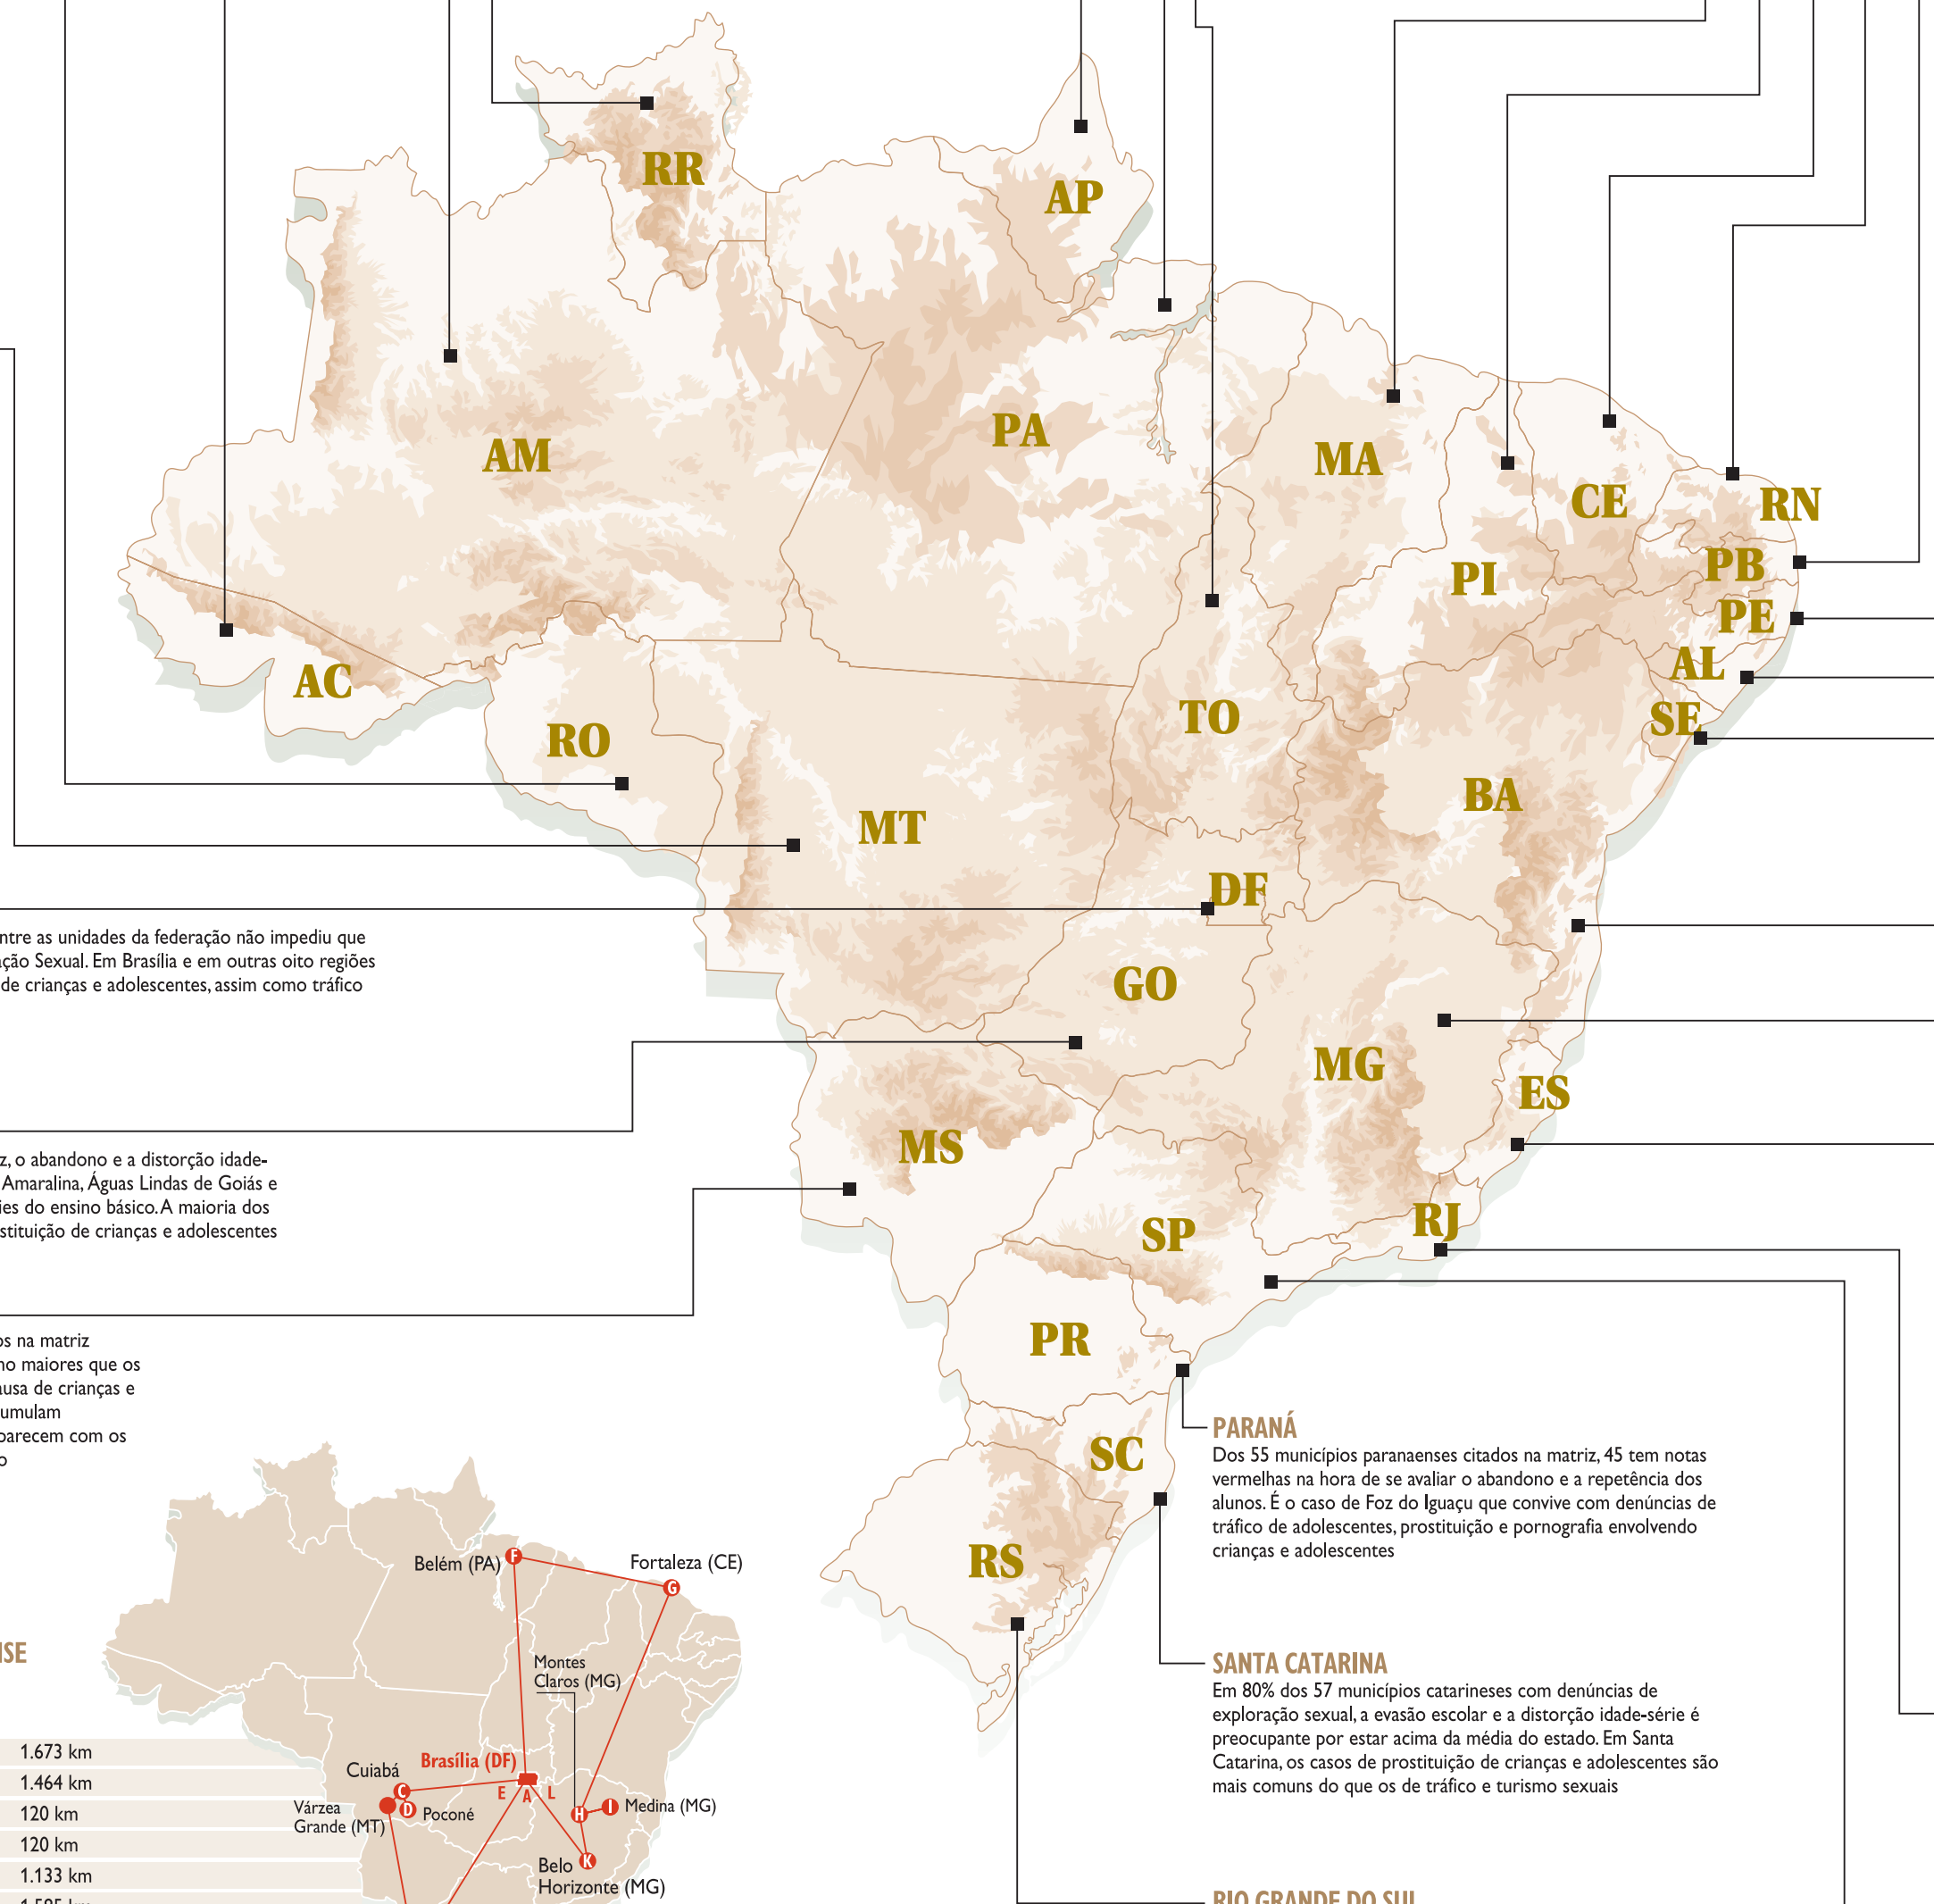 RR
AP
AM
PA
MA
CE
RN
PB
PI
PE
AL
AC
SE
TO
RO
BA
MT
DF
GO
MG
ES
MS
RJ
SP
PR
SC
RS
ntre as unidades da federação não impediu que
ação Sexual. Em Brasília e em outras oito regiões
de crianças e adolescentes, assim como tráfico
z, o abandono e a distorção idade-
Amaralina, Águas Lindas de Goiás e
ies do ensino básico. A maioria dos
stituição de crianças e adolescentes
os na matriz
no maiores que os
ausa de crianças e
umulam
parecem com os
o
PARANÁ
Dos 55 municípios paranaenses citados na matriz, 45 tem notas
vermelhas na hora de se avaliar o abandono e a repetência dos
alunos. É o caso de Foz do Iguaçu que convive com denúncias de
tráfico de adolescentes, prostituição e pornografia envolvendo
crianças e adolescentes
SANTA CATARINA
Em 80% dos 57 municípios catarineses com denúncias de
exploração sexual, a evasão escolar e a distorção idade-série é
preocupante por estar acima da média do estado. Em Santa
Catarina, os casos de prostituição de crianças e adolescentes são
mais comuns do que os de tráfico e turismo sexuais
RIO GRANDE DO SUL
ISE
1.673 km
1.464 km
120 km
120 km
1.133 km
1.585 km
Belém (PA)
F
Fortaleza (CE)
G
Montes
Claros (MG)
Brasília (DF)
E A L
Cuiabá
C
D
Várzea
Grande (MT)
Poconé
H
I
Medina (MG)
K
Belo
Horizonte (MG)